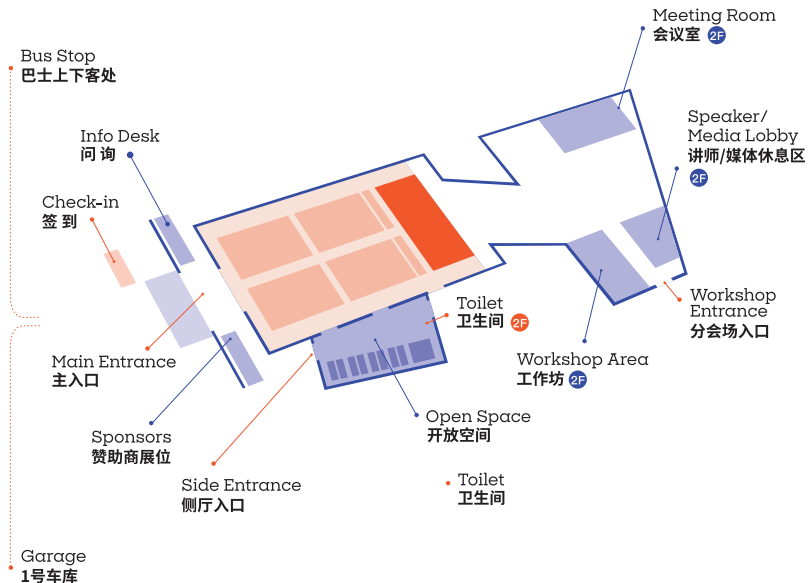 Meeting Room
会议室 2F
Bus Stop
巴士上下客处
Speaker/
Media Lobby
讲师/媒体休息区
2F
Info Desk
问 询
Check-in
签 到
Toilet
卫生间 2F
Workshop
Entrance
分会场入口
Main Entrance
主入口
Workshop Area
工作坊 2F
Open Space
开放空间
Sponsors
赞助商展位
Side Entrance
侧厅入口
Toilet
卫生间
Garage
1号车库